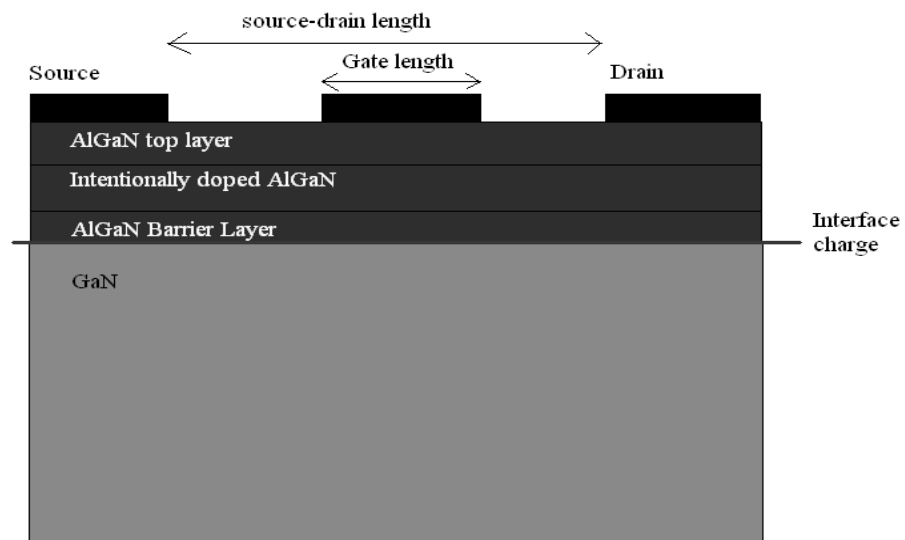 source-drain length
Source
Gate length
Drain
AlGaN top layer
Intentionally doped AlGaN
AlGaN Barrier Layer
Interface
charge
GaN